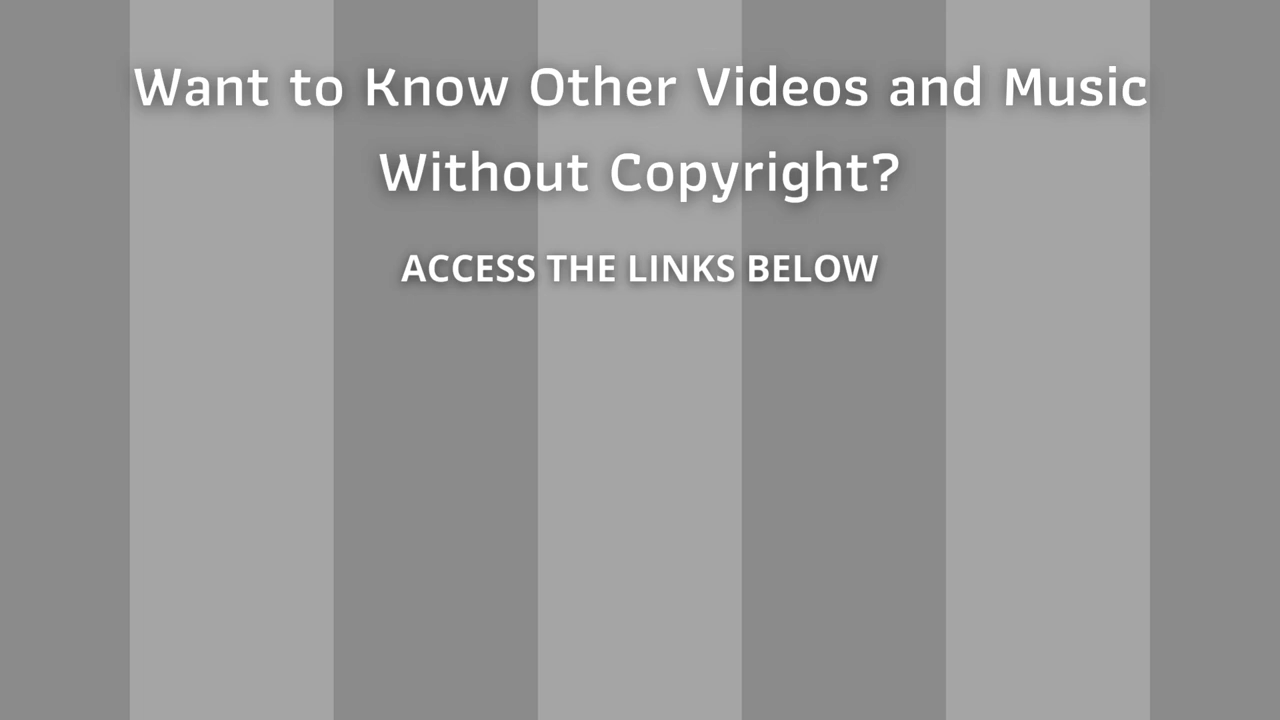 Want to Know Other Videos and Music
Without Copyright?
ACCESS THE LINKS BELOW